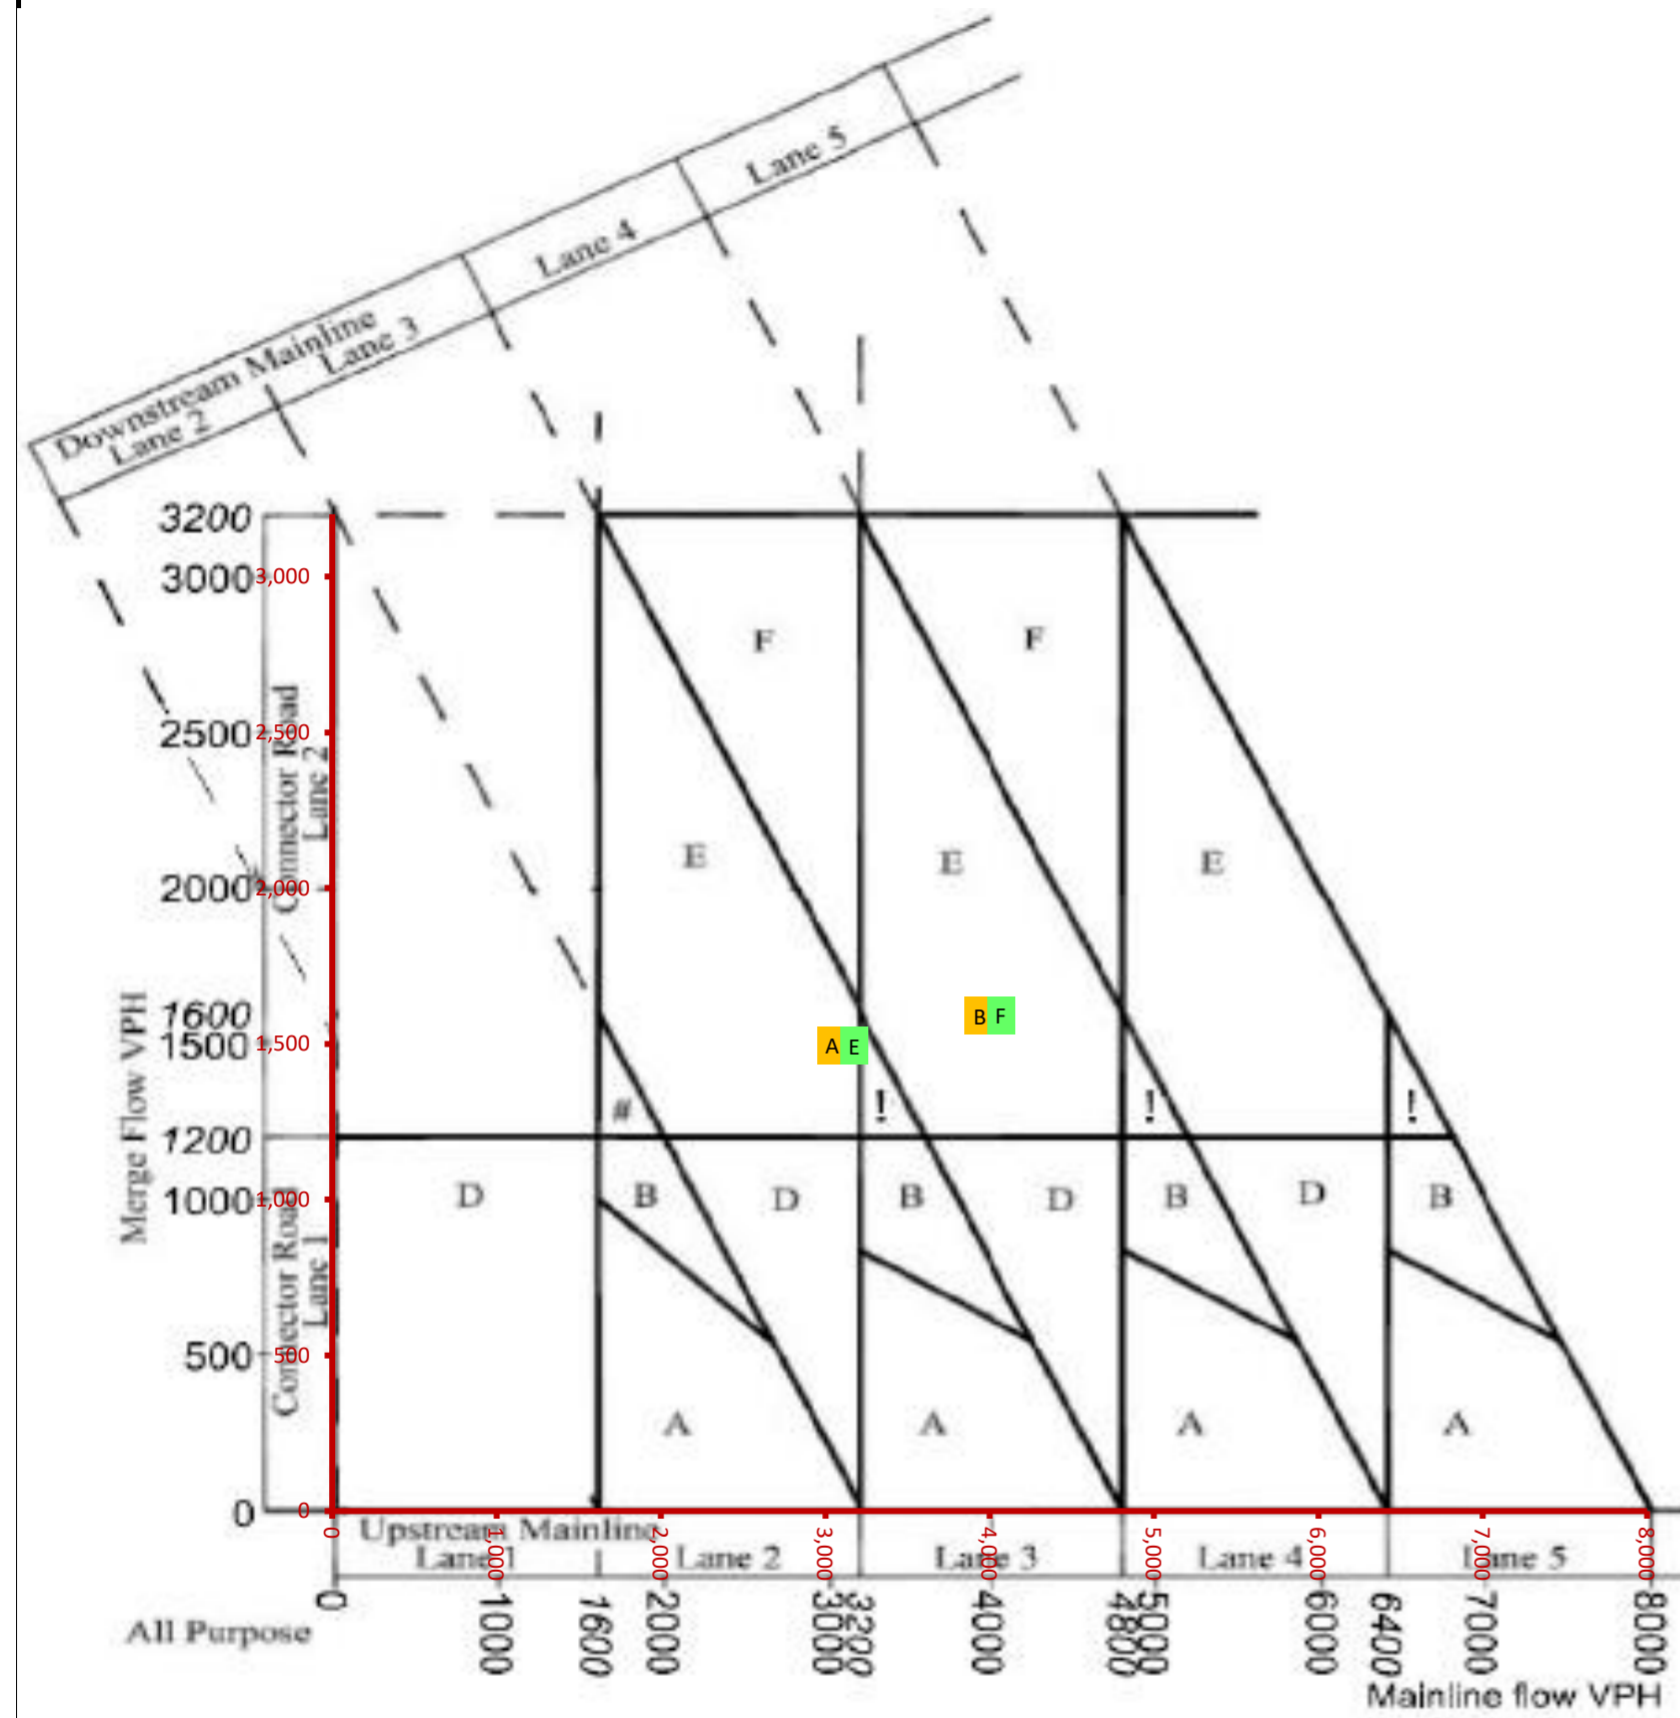 Lane 5
Lane 4
Downstream Mainline
Lane 3
Lane 2
3200
3000
3,000
F
F
2500
2,500
Connector Road
Lane 2
E
E
E
2000
2,000
1600
B F
1500
1,500
A E
Merge Flow VPH
#
!
!
!
1200
1000
1,000
D
B
D
B
D
B
D
B
Connector Road
Lane 1
500
500
A
A
A
A
0
0
0
1,000
2,000
3,000
4,000
5,000
6,000
7,000
8,000
Upstream Mainline
Lane 1
Lane 2
Lane 3
Lane 4
Lane 5
All Purpose
0
1000
1600
2000
3000
3200
4000
4800
5000
6000
6400
7000
8000
Mainline flow VPH